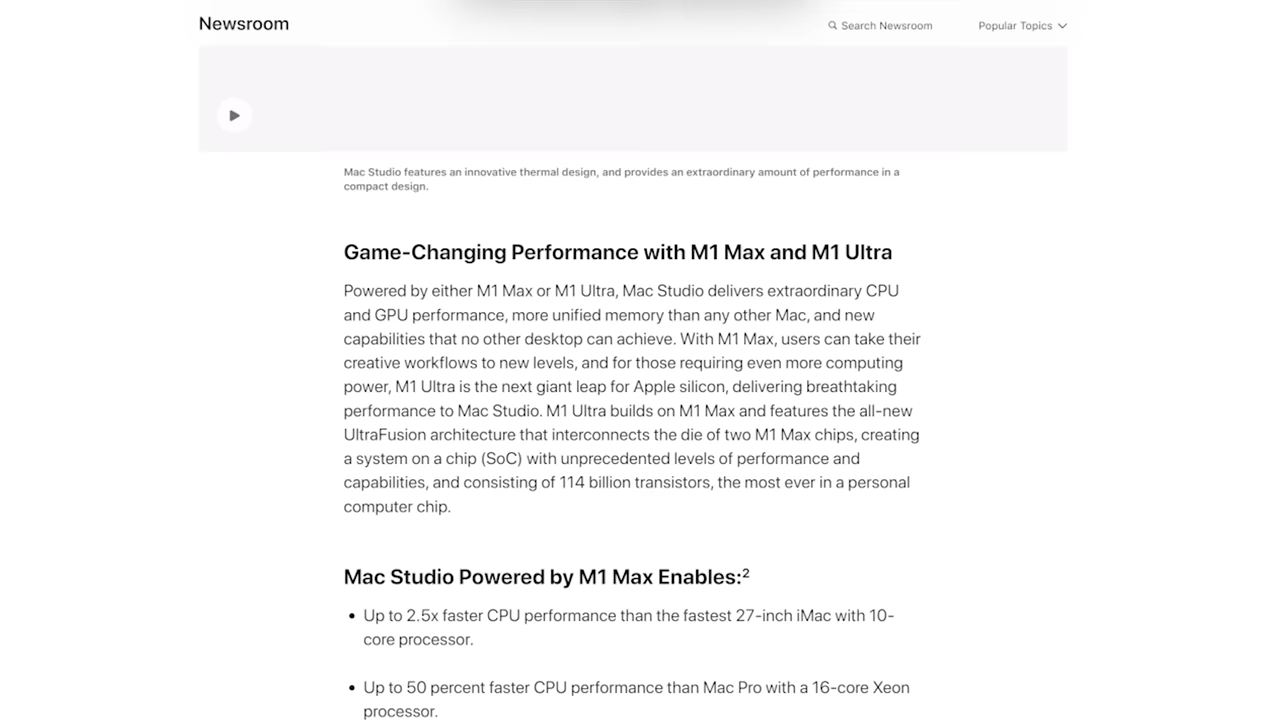 Newsroom
Search Newsroom
Popular Topics
Mac Studio features an innovative thermal design, and provides an extraordinary amount of performance in a
compact design.
Game-Changing Performance with M1 Max and M1 Ultra
Powered by either M1 Max or M1 Ultra, Mac Studio delivers extraordinary CPU
and GPU performance, more unified memory than any other Mac, and new
capabilities that no other desktop can achieve. With M1 Max, users can take their
creative workflows to new levels, and for those requiring even more computing
power, M1 Ultra is the next giant leap for Apple silicon, delivering breathtaking
performance to Mac Studio. M1 Ultra builds on M1 Max and features the all-new
UltraFusion architecture that interconnects the die of two M1 Max chips, creating
a system on a chip (SoC) with unprecedented levels of performance and
capabilities, and consisting of 114 billion transistors, the most ever in a personal
computer chip.
Mac Studio Powered by M1 Max Enables:²
• Up to 2.5x faster CPU performance than the fastest 27-inch iMac with 10-
core processor.
• Up to 50 percent faster CPU performance than Mac Pro with a 16-core Xeon
processor.